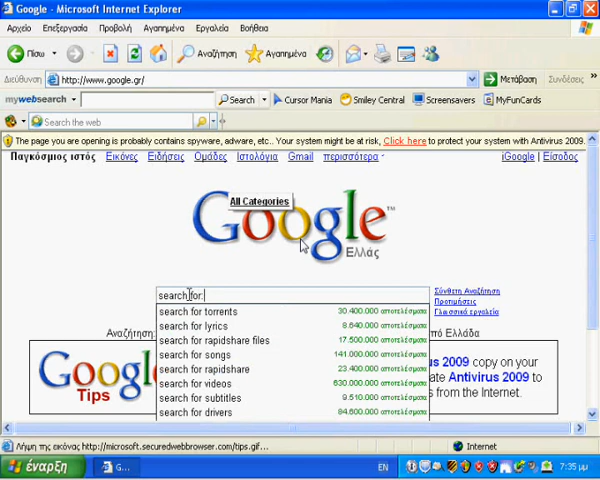 Google - Microsoft Internet Explorer
Αρχείο Επεξεργασία Προβολή Αγαπημένα Εργαλεία Βοήθεια
Πίσω Αναζήτηση Αγαπημένα
Διεύθυνση http://www.google.gr/ Μετάβαση Συνδέσεις
mywebsearch Search Cursor Mania Smiley Central Screensavers MyFunCards
Search the web
The page you are opening is probably contains spyware, adware, etc.. Your system might be at risk, Click here to protect your system with Antivirus 2009.
Παγκόσμιος ιστός Εικόνες Ειδήσεις Ομάδες Ιστολόγια Gmail περισσότερα iGoogle | Είσοδος
All Categories
Google™
Ελλάς
search for:
Σύνθετη Αναζήτηση
Προτιμήσεις
Γλωσσικά εργαλεία
search for torrents 30.400.000 αποτελέσματα
search for lyrics 8.640.000 αποτελέσματα
Αναζήτηση: πό Ελλάδα
search for rapidshare files 17.500.000 αποτελέσματα
search for songs 141.000.000 αποτελέσματα
search for rapidshare 23.400.000 αποτελέσματα
search for videos 630.000.000 αποτελέσματα
search for subtitles 9.510.000 αποτελέσματα
search for drivers 84.600.000 αποτελέσματα
Google
Tips
us 2009 copy on your
ate Antivirus 2009 to
s from the Internet.
Λήψη της εικόνας http://microsoft.securedwebbrowser.com/tips.gif... Internet
έναρξη G... EN 7:35 μμ